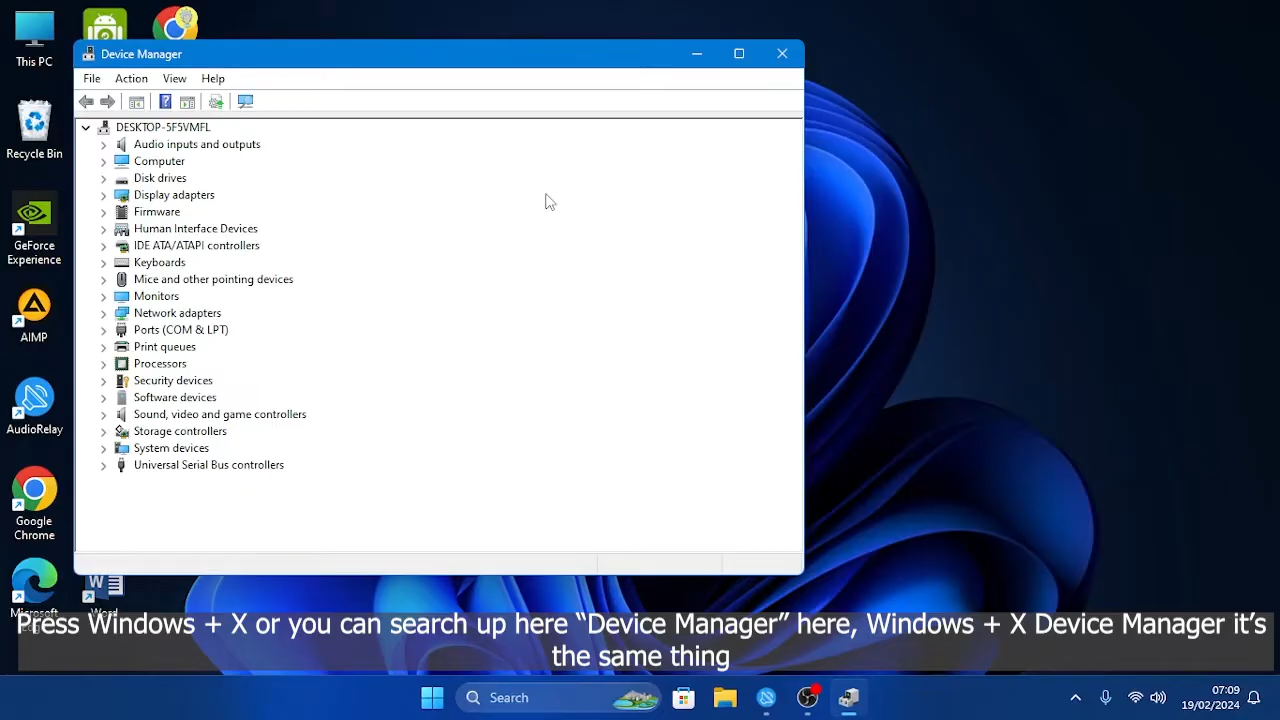 This PC
Recycle Bin
GeForce
Experience
AIMP
AudioRelay
Google
Chrome
Microsoft
Word
Device Manager
File Action View Help
DESKTOP-5F5VMFL
Audio inputs and outputs
Computer
Disk drives
Display adapters
Firmware
Human Interface Devices
IDE ATA/ATAPI controllers
Keyboards
Mice and other pointing devices
Monitors
Network adapters
Ports (COM & LPT)
Print queues
Processors
Security devices
Software devices
Sound, video and game controllers
Storage controllers
System devices
Universal Serial Bus controllers
Press Windows + X or you can search up here “Device Manager” here, Windows + X Device Manager it’s
the same thing
Search
07:09
19/02/2024